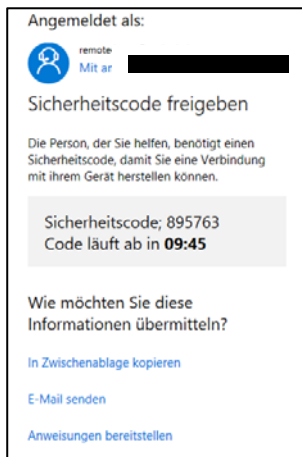 Angemeldet als:
remote
Mit ar
Sicherheitscode freigeben
Die Person, der Sie helfen, benötigt einen
Sicherheitscode, damit Sie eine Verbindung
mit ihrem Gerät herstellen können.
Sicherheitscode; 895763
Code läuft ab in 09:45
Wie möchten Sie diese
Informationen übermitteln?
In Zwischenablage kopieren
E-Mail senden
Anweisungen bereitstellen